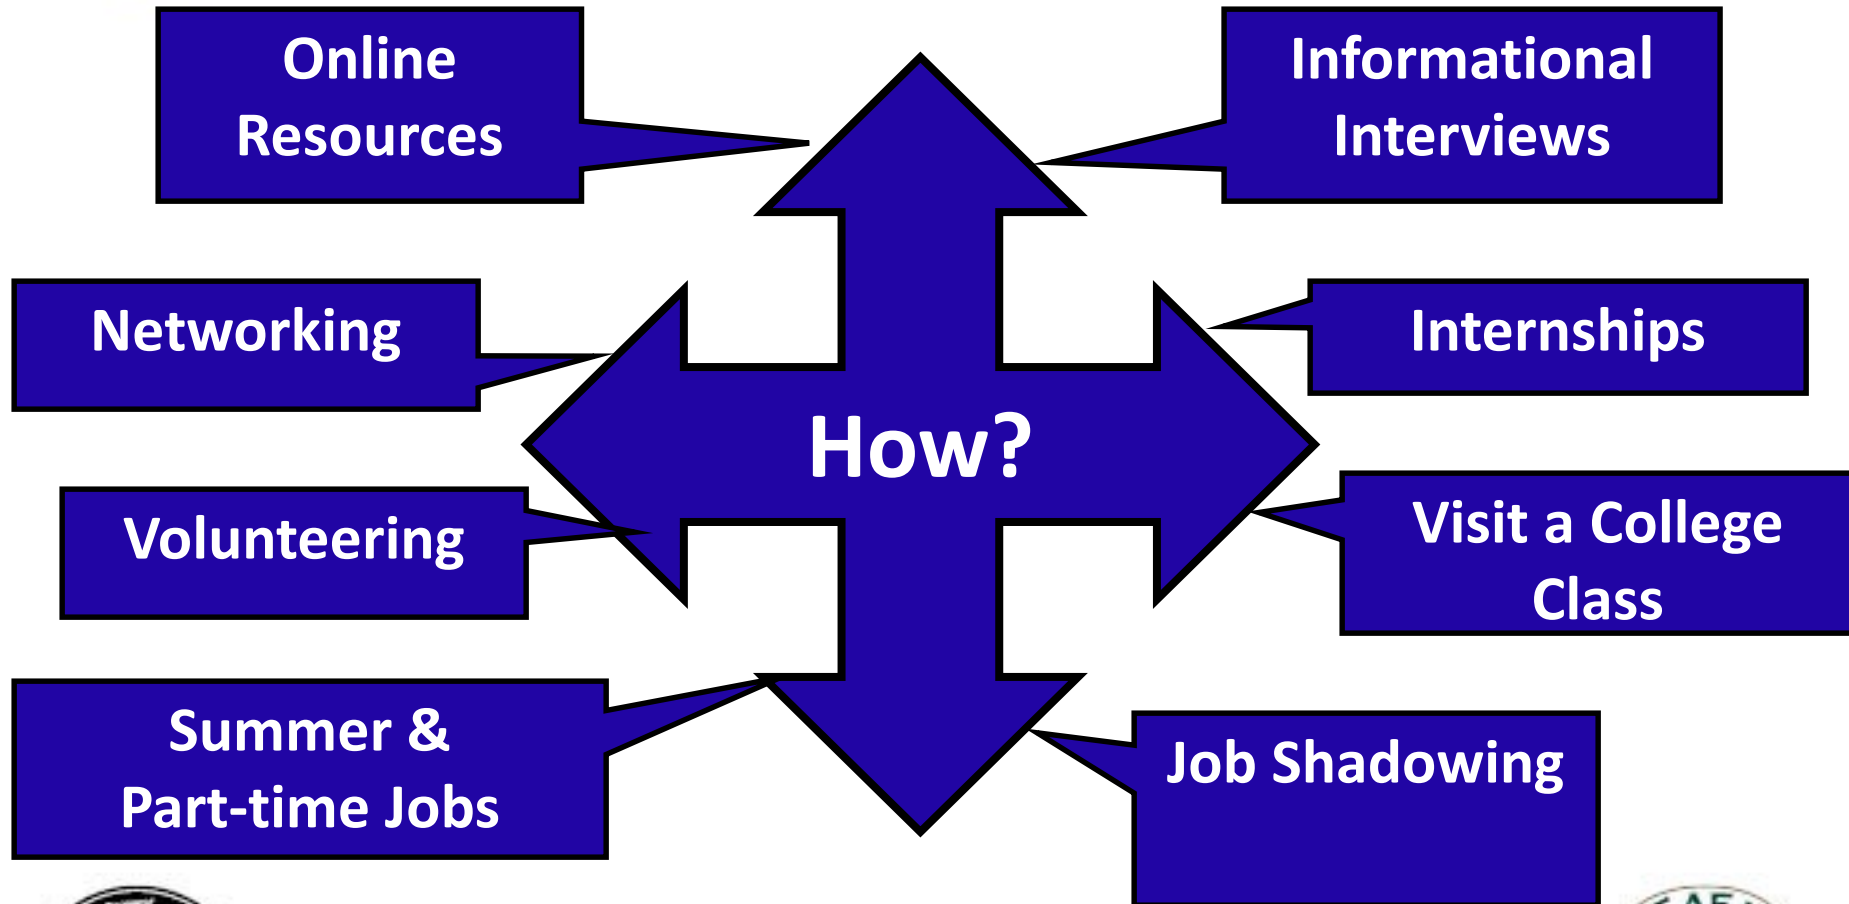 Online
Resources
Informational
Interviews
Networking
Internships
How?
Volunteering
Visit a College
Class
Summer &
Part-time Jobs
Job Shadowing